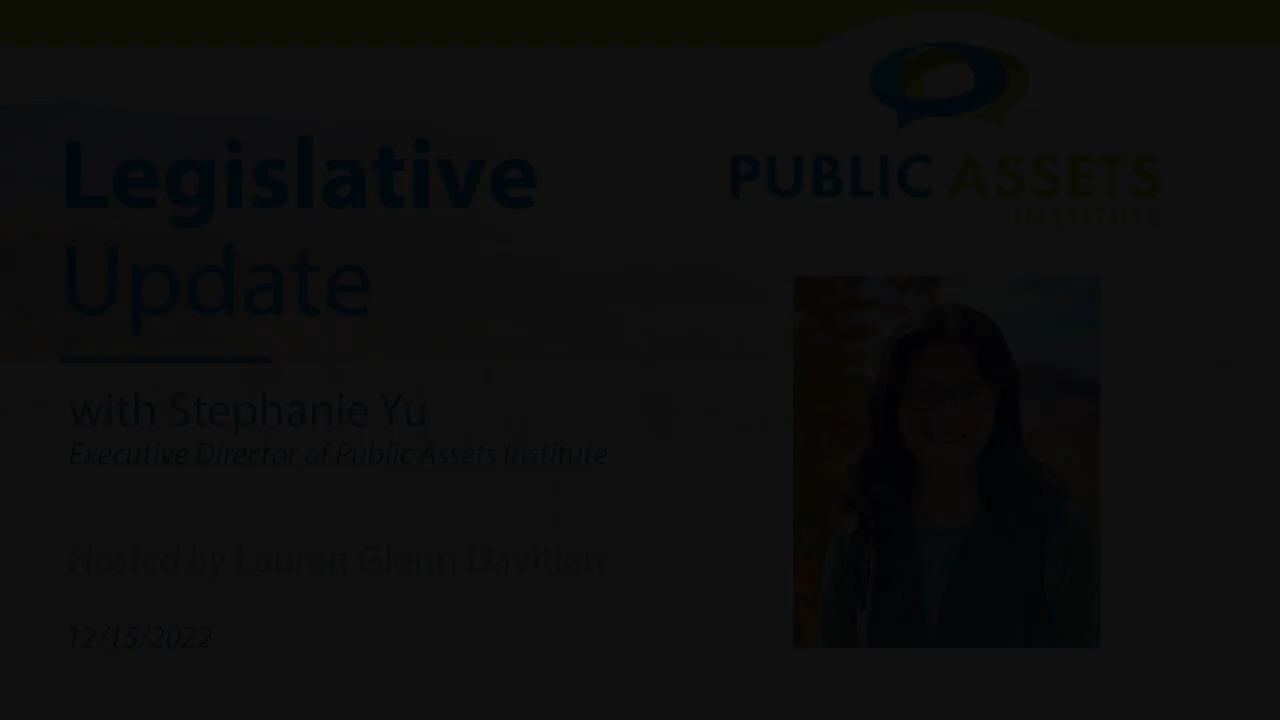 Legislative
Update
with Stephanie Yu
Executive Director of Public Assets Institute
Hosted by Lauren Glenn Davitian
12/15/2022
PUBLIC ASSETS
INSTITUTE